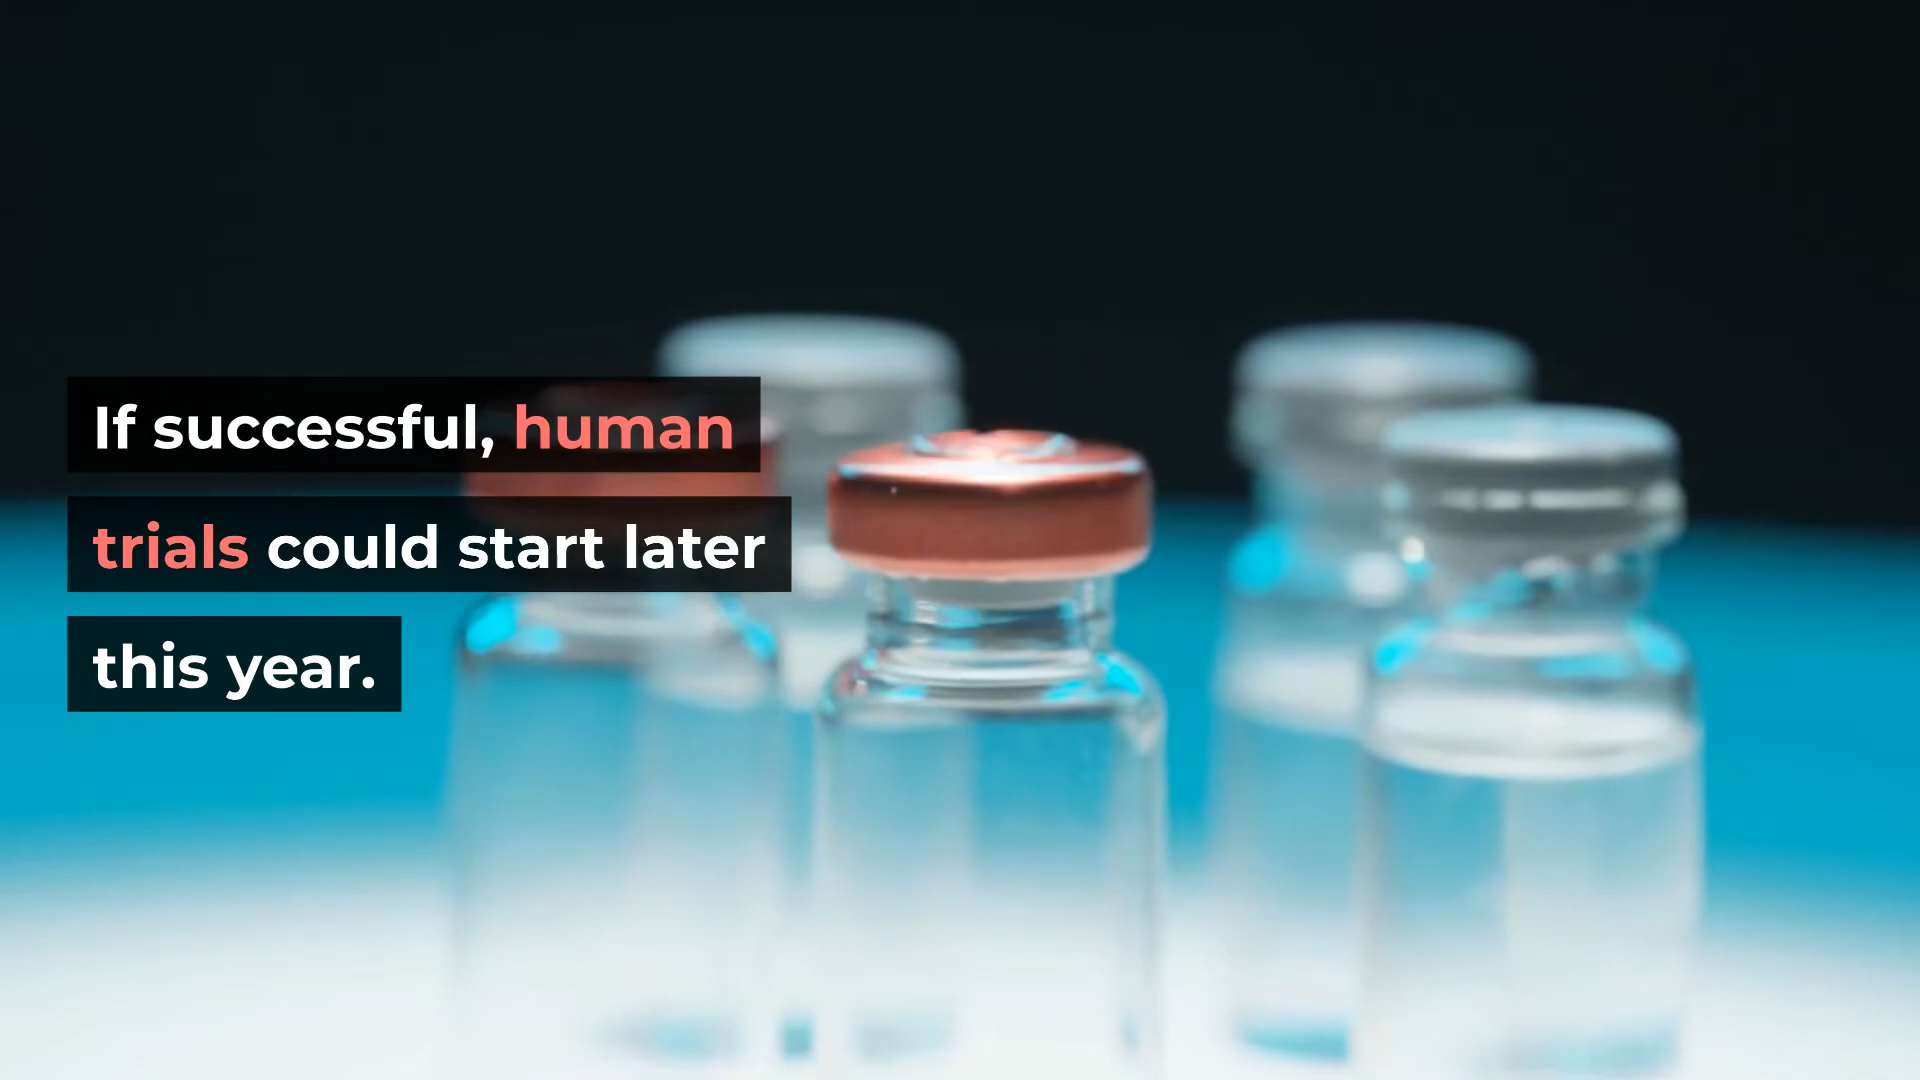 If successful, human
trials could start later
this year.